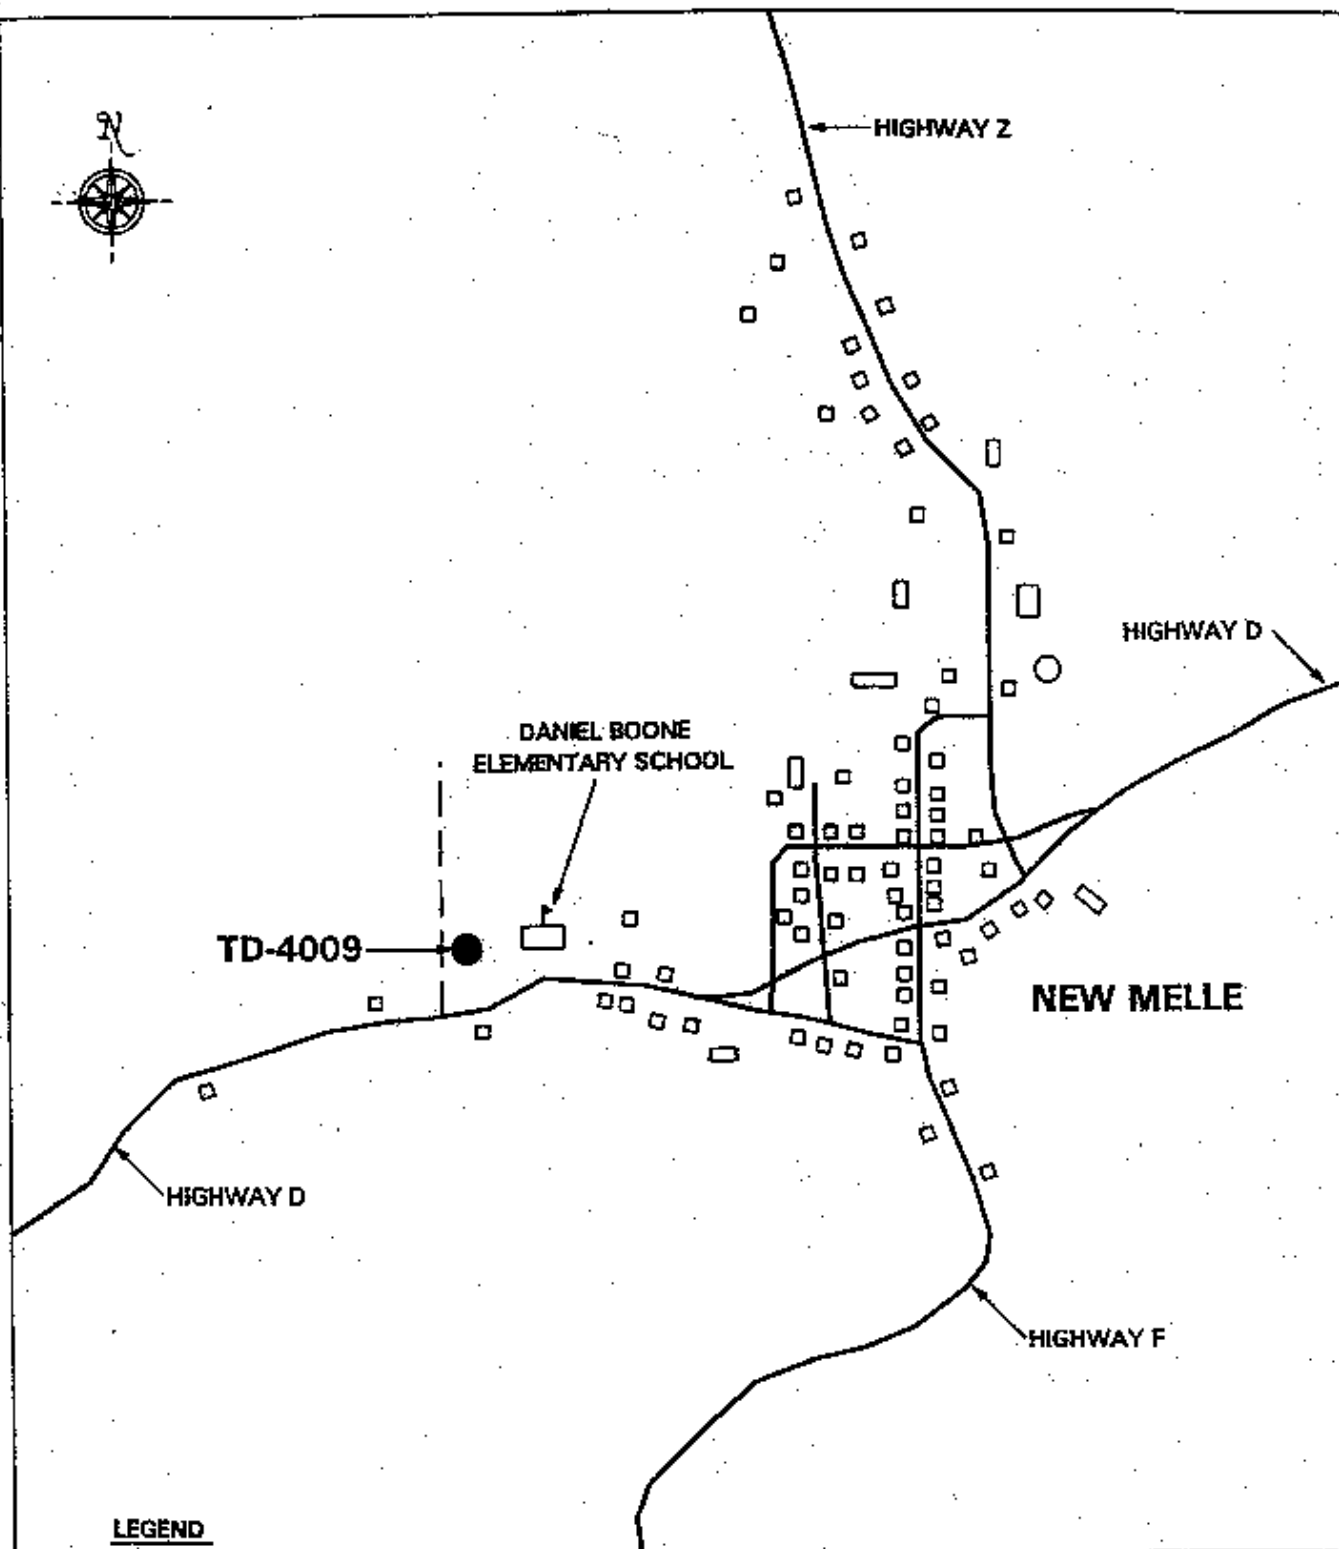 N
HIGHWAY Z
HIGHWAY D
DANIEL BOONE
ELEMENTARY SCHOOL
TD-4009
NEW MELLE
HIGHWAY D
HIGHWAY F
LEGEND